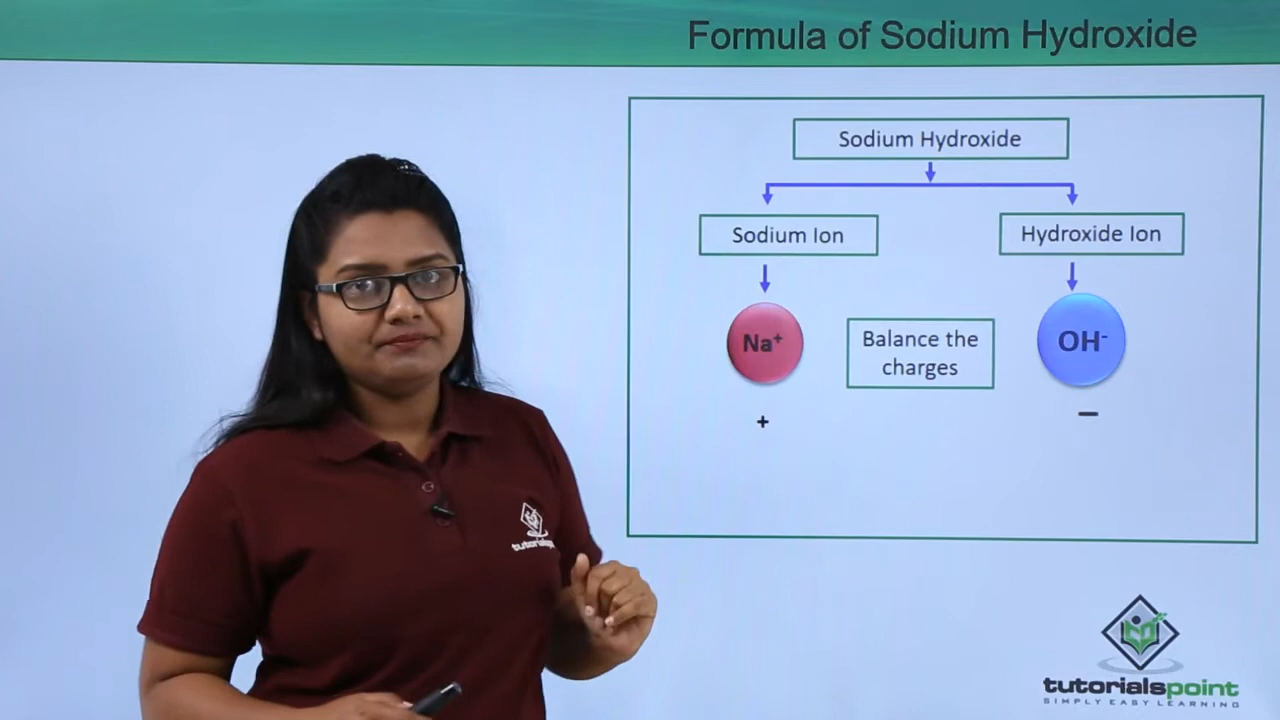 Formula of Sodium Hydroxide
Sodium Hydroxide
Sodium Ion
Hydroxide Ion
Na⁺
Balance the
charges
OH⁻
+
−
tutorialspoint
SIMPLY EASY LEARNING